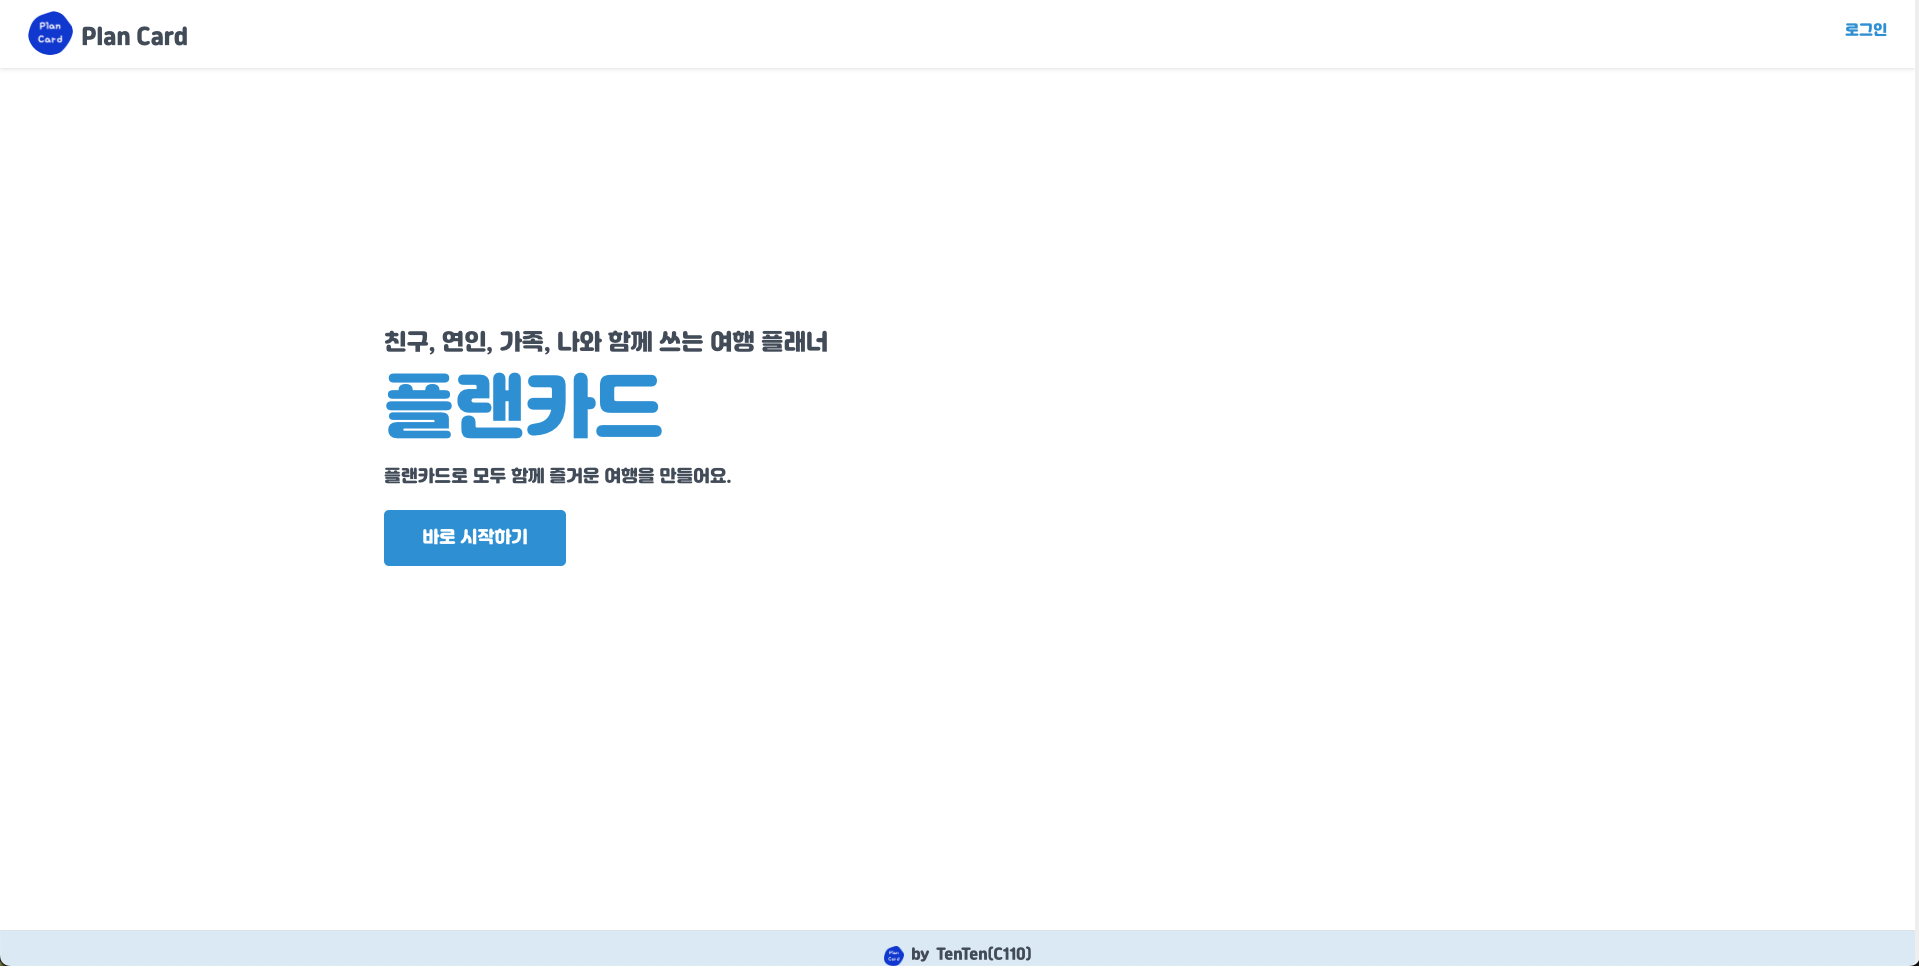 Plan
Card
Plan Card
로그인
친구, 연인, 가족, 나와 함께 쓰는 여행 플래너
플랜카드
플랜카드로 모두 함께 즐거운 여행을 만들어요.
바로 시작하기
Plan
Card
by TenTen(C110)